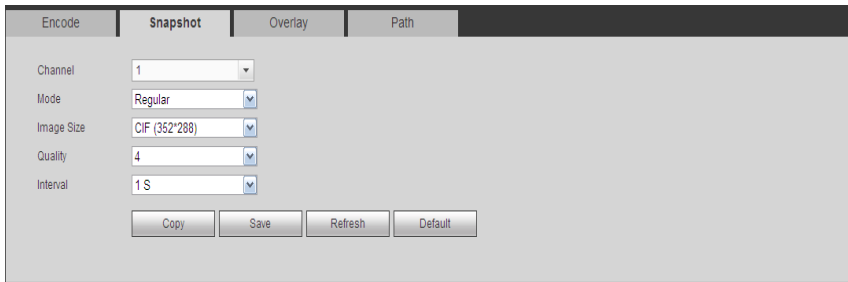 Encode Snapshot Overlay Path
Channel 1
Mode Regular
Image Size CIF (352*288)
Quality 4
Interval 1 S
Copy Save Refresh Default